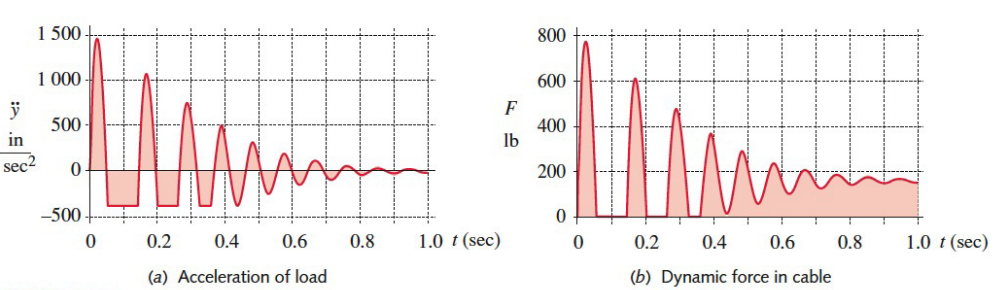 1 500
1 000
500
0
–500
ÿ
in
sec2
0 0.2 0.4 0.6 0.8 1.0 t (sec)
(a) Acceleration of load
800
600
400
200
0
F
lb
0 0.2 0.4 0.6 0.8 1.0 t (sec)
(b) Dynamic force in cable